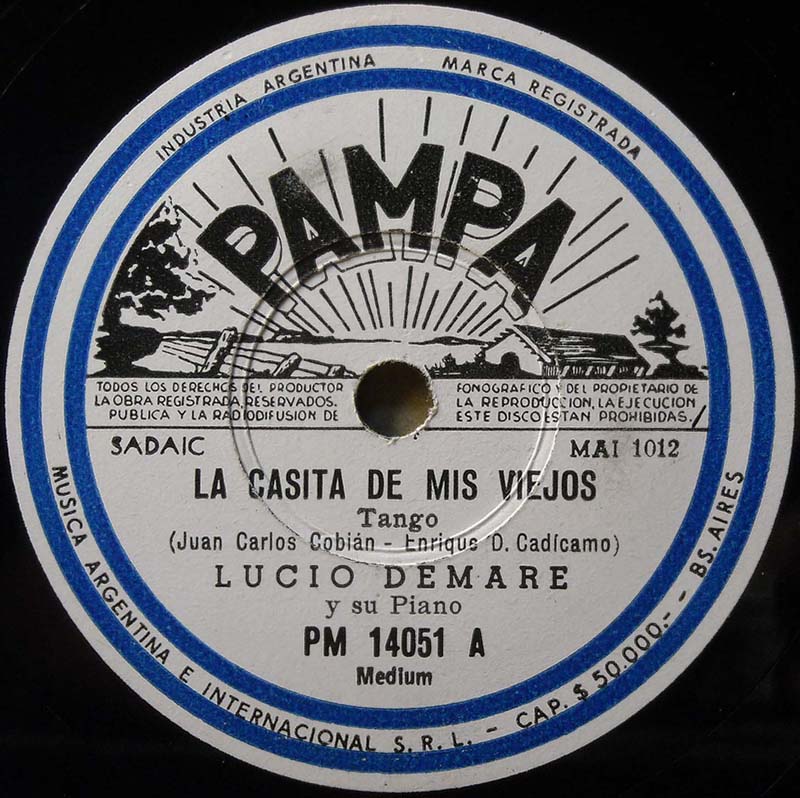 INDUSTRIA ARGENTINA MARCA REGISTRADA
PAMPA
TODOS LOS DERECHOS DEL PRODUCTOR FONOGRAFICO Y DEL PROPIETARIO DE
LA OBRA REGISTRADA, RESERVADOS. LA REPRODUCCION, LA EJECUCION
PUBLICA Y LA RADIODIFUSION DE ESTE DISCO ESTAN PROHIBIDAS.
SADAIC MAI 1012
LA CASITA DE MIS VIEJOS
Tango
(Juan Carlos Cobián - Enrique D. Cadícamo)
LUCIO DEMARE
y su Piano
PM 14051 A
Medium
MUSICA ARGENTINA E INTERNACIONAL S. R. L. - CAP. $ 50.000.- - BS. AIRES